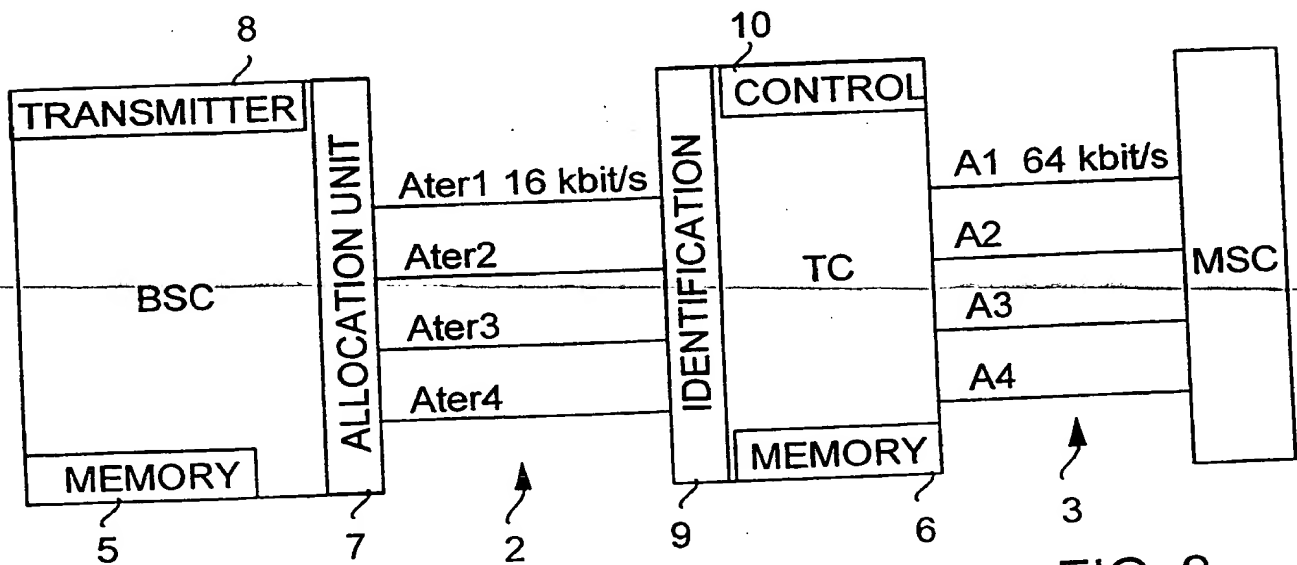 8
10
TRANSMITTER
CONTROL
ALLOCATION UNIT
IDENTIFICATION
Ater1 16 kbit/s
A1 64 kbit/s
Ater2
A2
BSC
TC
MSC
Ater3
A3
Ater4
A4
MEMORY
MEMORY
5
7
2
9
6
3